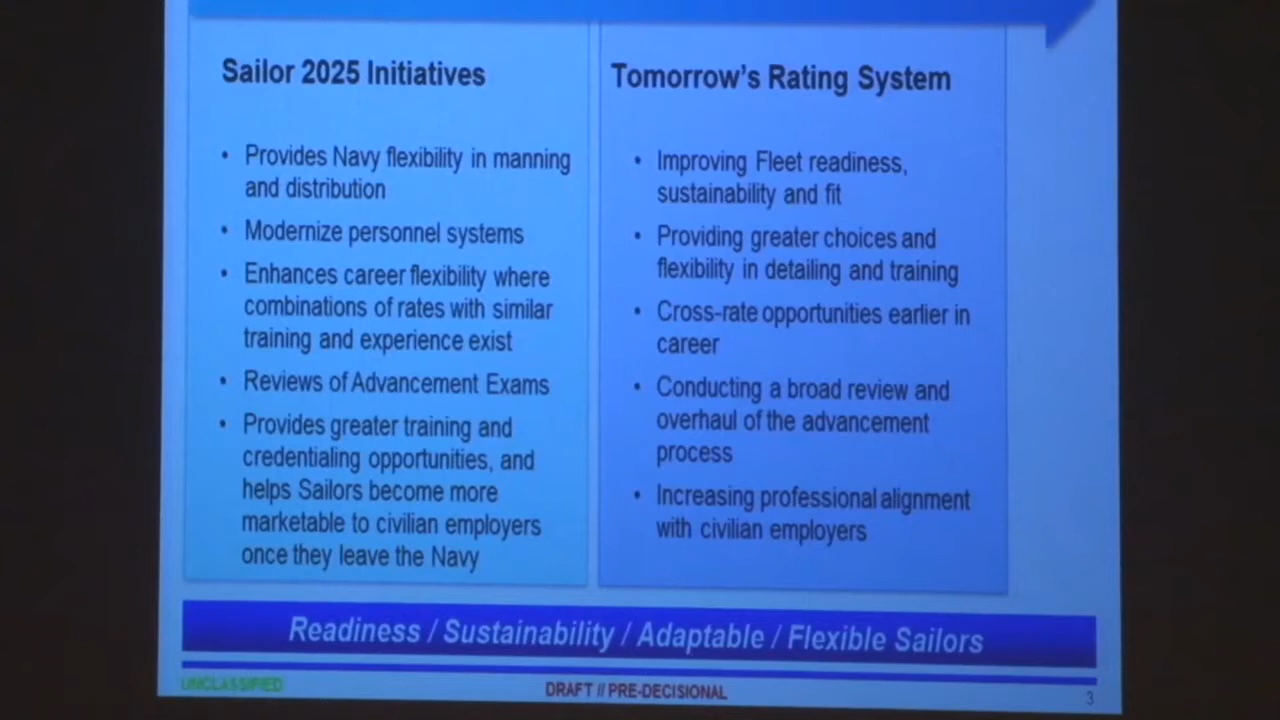 Sailor 2025 Initiatives
• Provides Navy flexibility in manning
and distribution
• Modernize personnel systems
• Enhances career flexibility where
combinations of rates with similar
training and experience exist
• Reviews of Advancement Exams
• Provides greater training and
credentialing opportunities, and
helps Sailors become more
marketable to civilian employers
once they leave the Navy
Tomorrow's Rating System
• Improving Fleet readiness,
sustainability and fit
• Providing greater choices and
flexibility in detailing and training
• Cross-rate opportunities earlier in
career
• Conducting a broad review and
overhaul of the advancement
process
• Increasing professional alignment
with civilian employers
Readiness / Sustainability / Adaptable / Flexible Sailors
UNCLASSIFIED
DRAFT // PRE-DECISIONAL
3